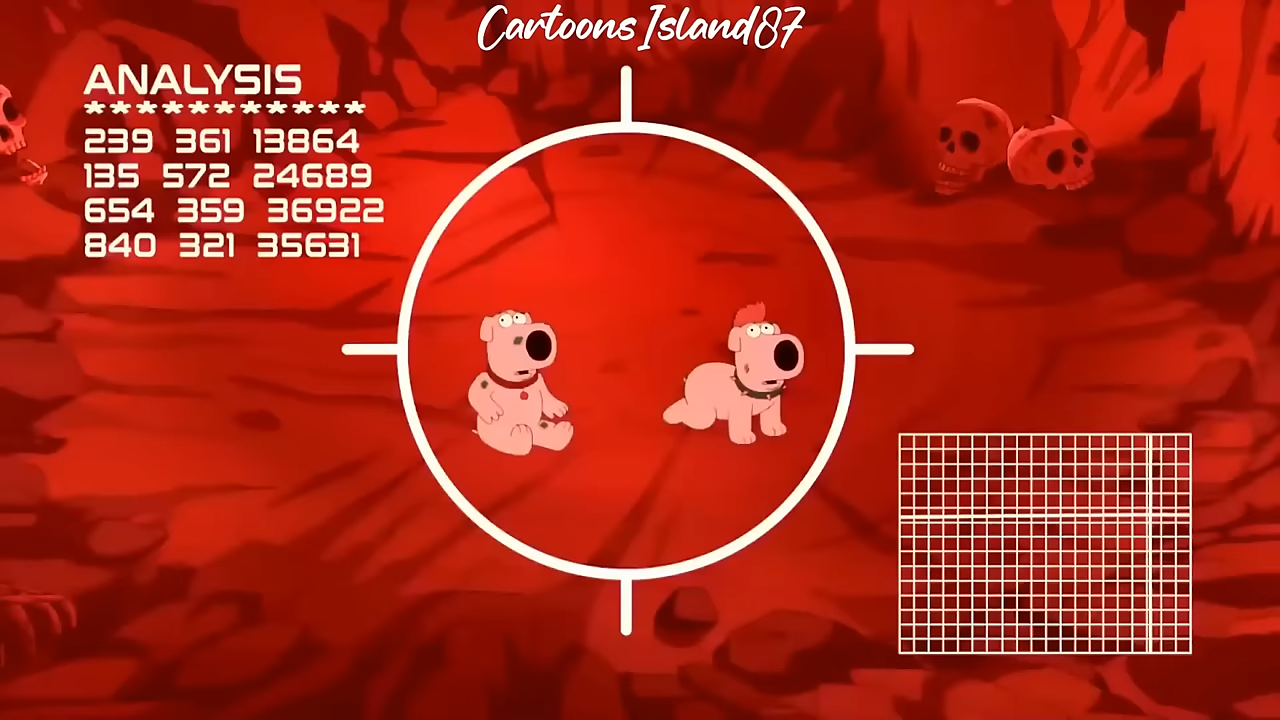 Cartoons Island87
ANALYSIS
***********
239 361 13864
135 572 24689
654 359 36922
840 321 35631